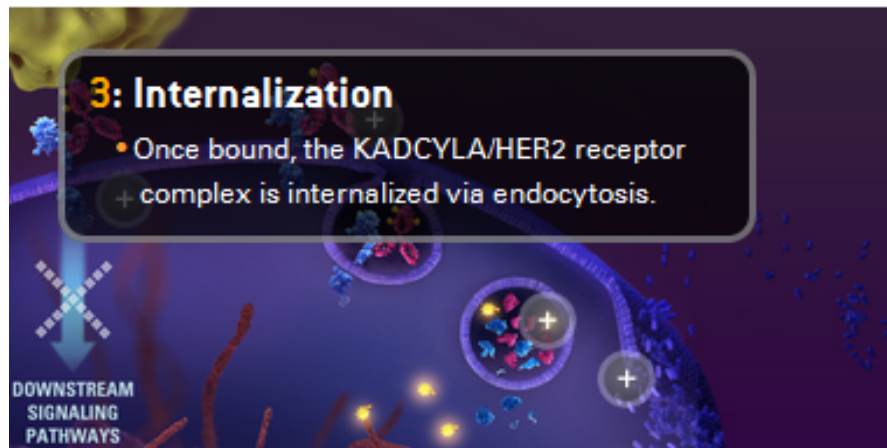 3: Internalization
• Once bound, the KADCYLA/HER2 receptor
complex is internalized via endocytosis.
DOWNSTREAM
SIGNALING
PATHWAYS